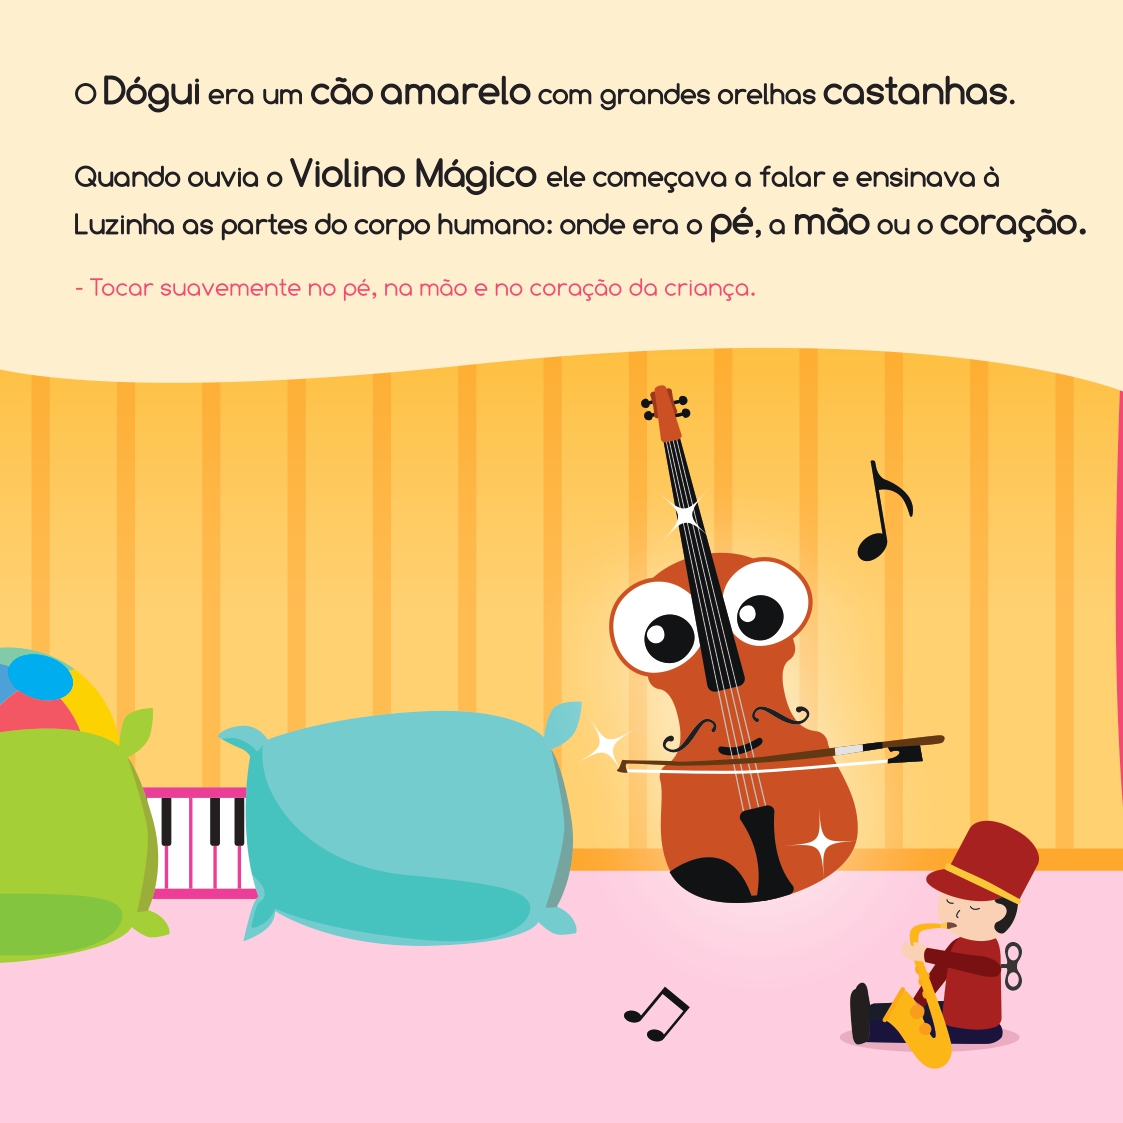 O Dógui era um cão amarelo com grandes orelhas castanhas.
Quando ouvia o Violino Mágico ele começava a falar e ensinava à
Luzinha as partes do corpo humano: onde era o pé, a mão ou o coração.
- Tocar suavemente no pé, na mão e no coração da criança.